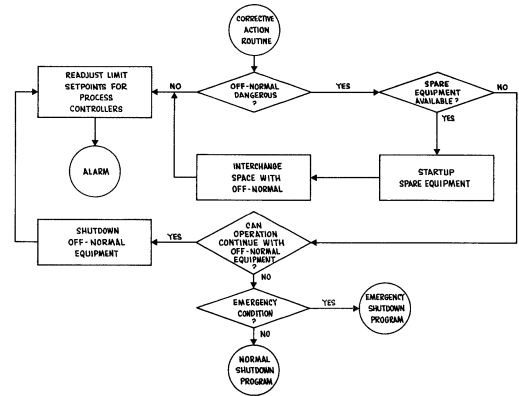 CORRECTIVE
ACTION
ROUTINE
READJUST LIMIT
SETPOINTS FOR
PROCESS
CONTROLLERS
NO
OFF-NORMAL
DANGEROUS
?
YES
SPARE
EQUIPMENT
AVAILABLE?
NO
YES
ALARM
INTERCHANGE
SPACE WITH
OFF-NORMAL
STARTUP
SPARE EQUIPMENT
SHUTDOWN
OFF-NORMAL
EQUIPMENT
YES
CAN
OPERATION
CONTINUE WITH
OFF-NORMAL
EQUIPMENT
?
NO
EMERGENCY
CONDITION
?
YES
EMERGENCY
SHUTDOWN
PROGRAM
NO
NORMAL
SHUTDOWN
PROGRAM